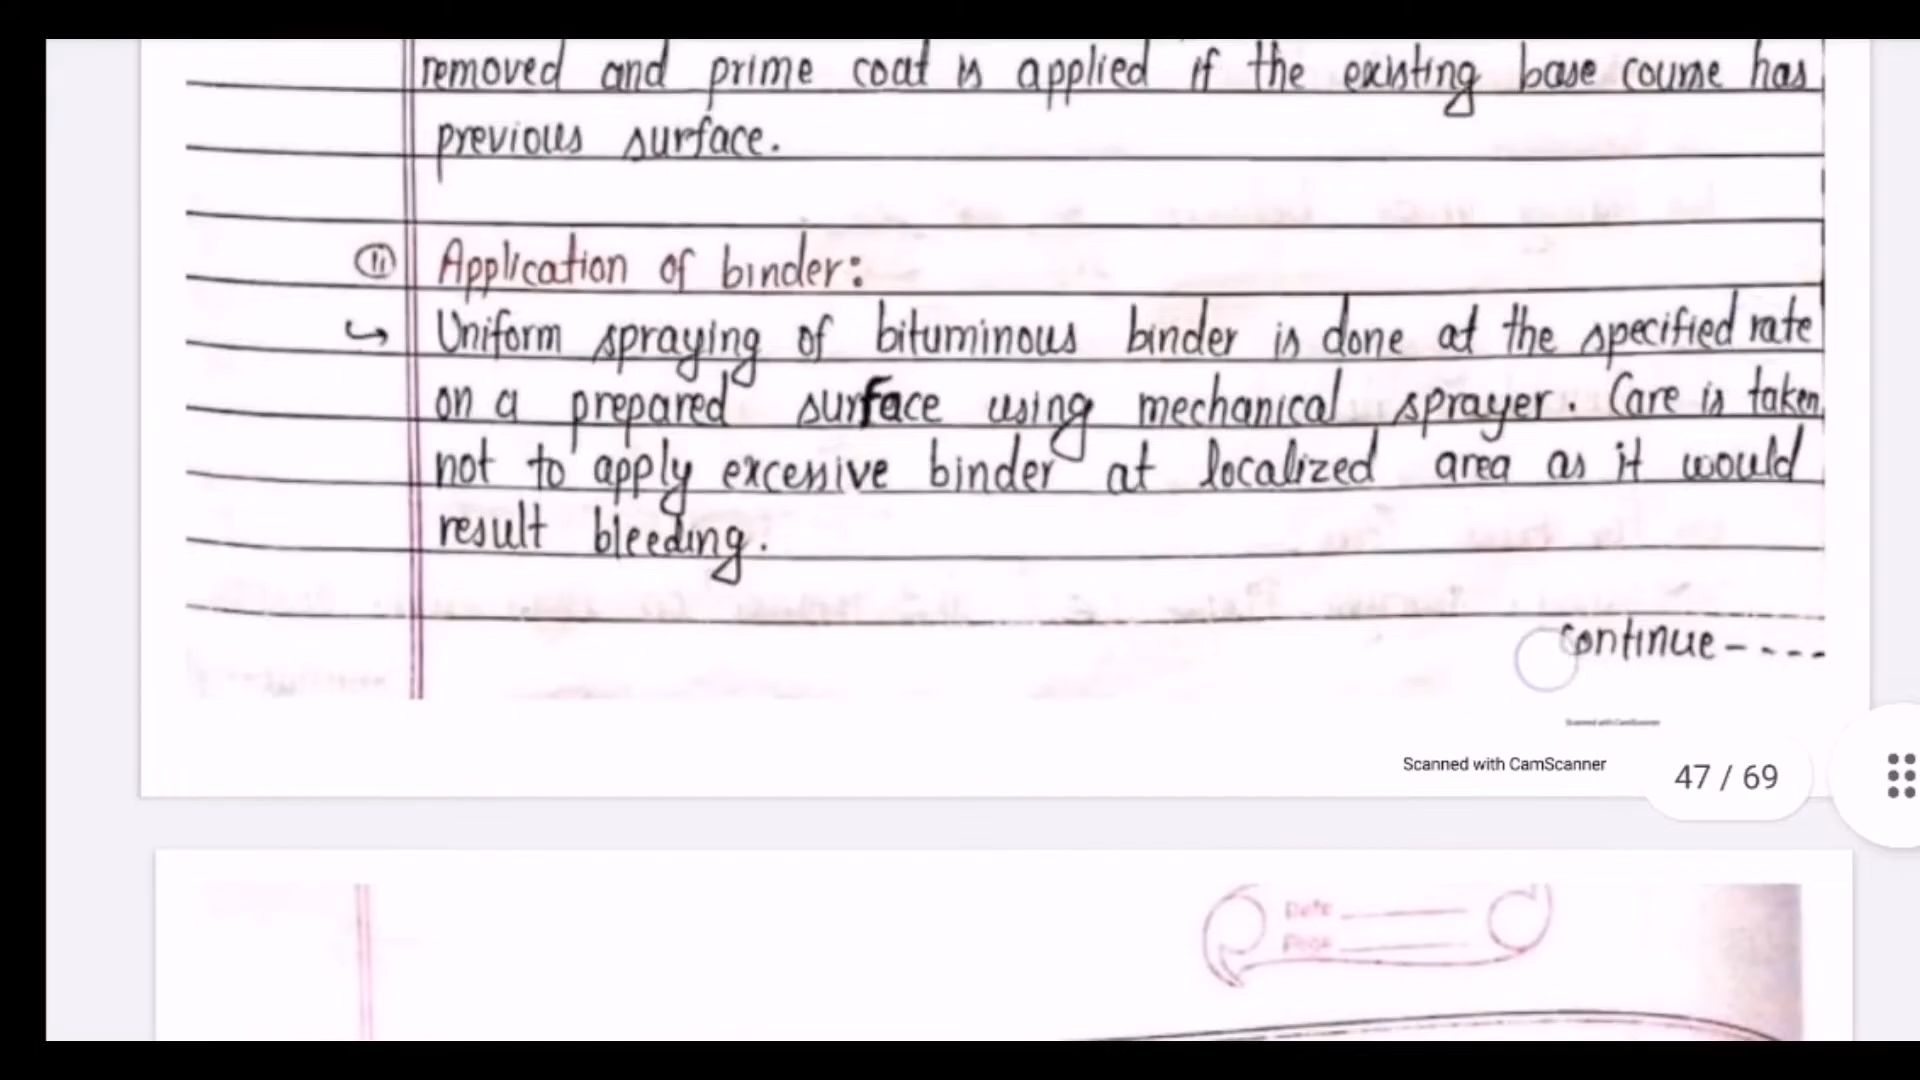 removed and prime coat is applied if the existing base course has
previous surface.
ii Application of binder:
↳ Uniform spraying of bituminous binder is done at the specified rate
on a prepared surface using mechanical sprayer. Care is taken
not to apply excessive binder at localized area as it would
result bleeding.
continue-----
Scanned with CamScanner
Scanned with CamScanner
47 / 69
Date
Page